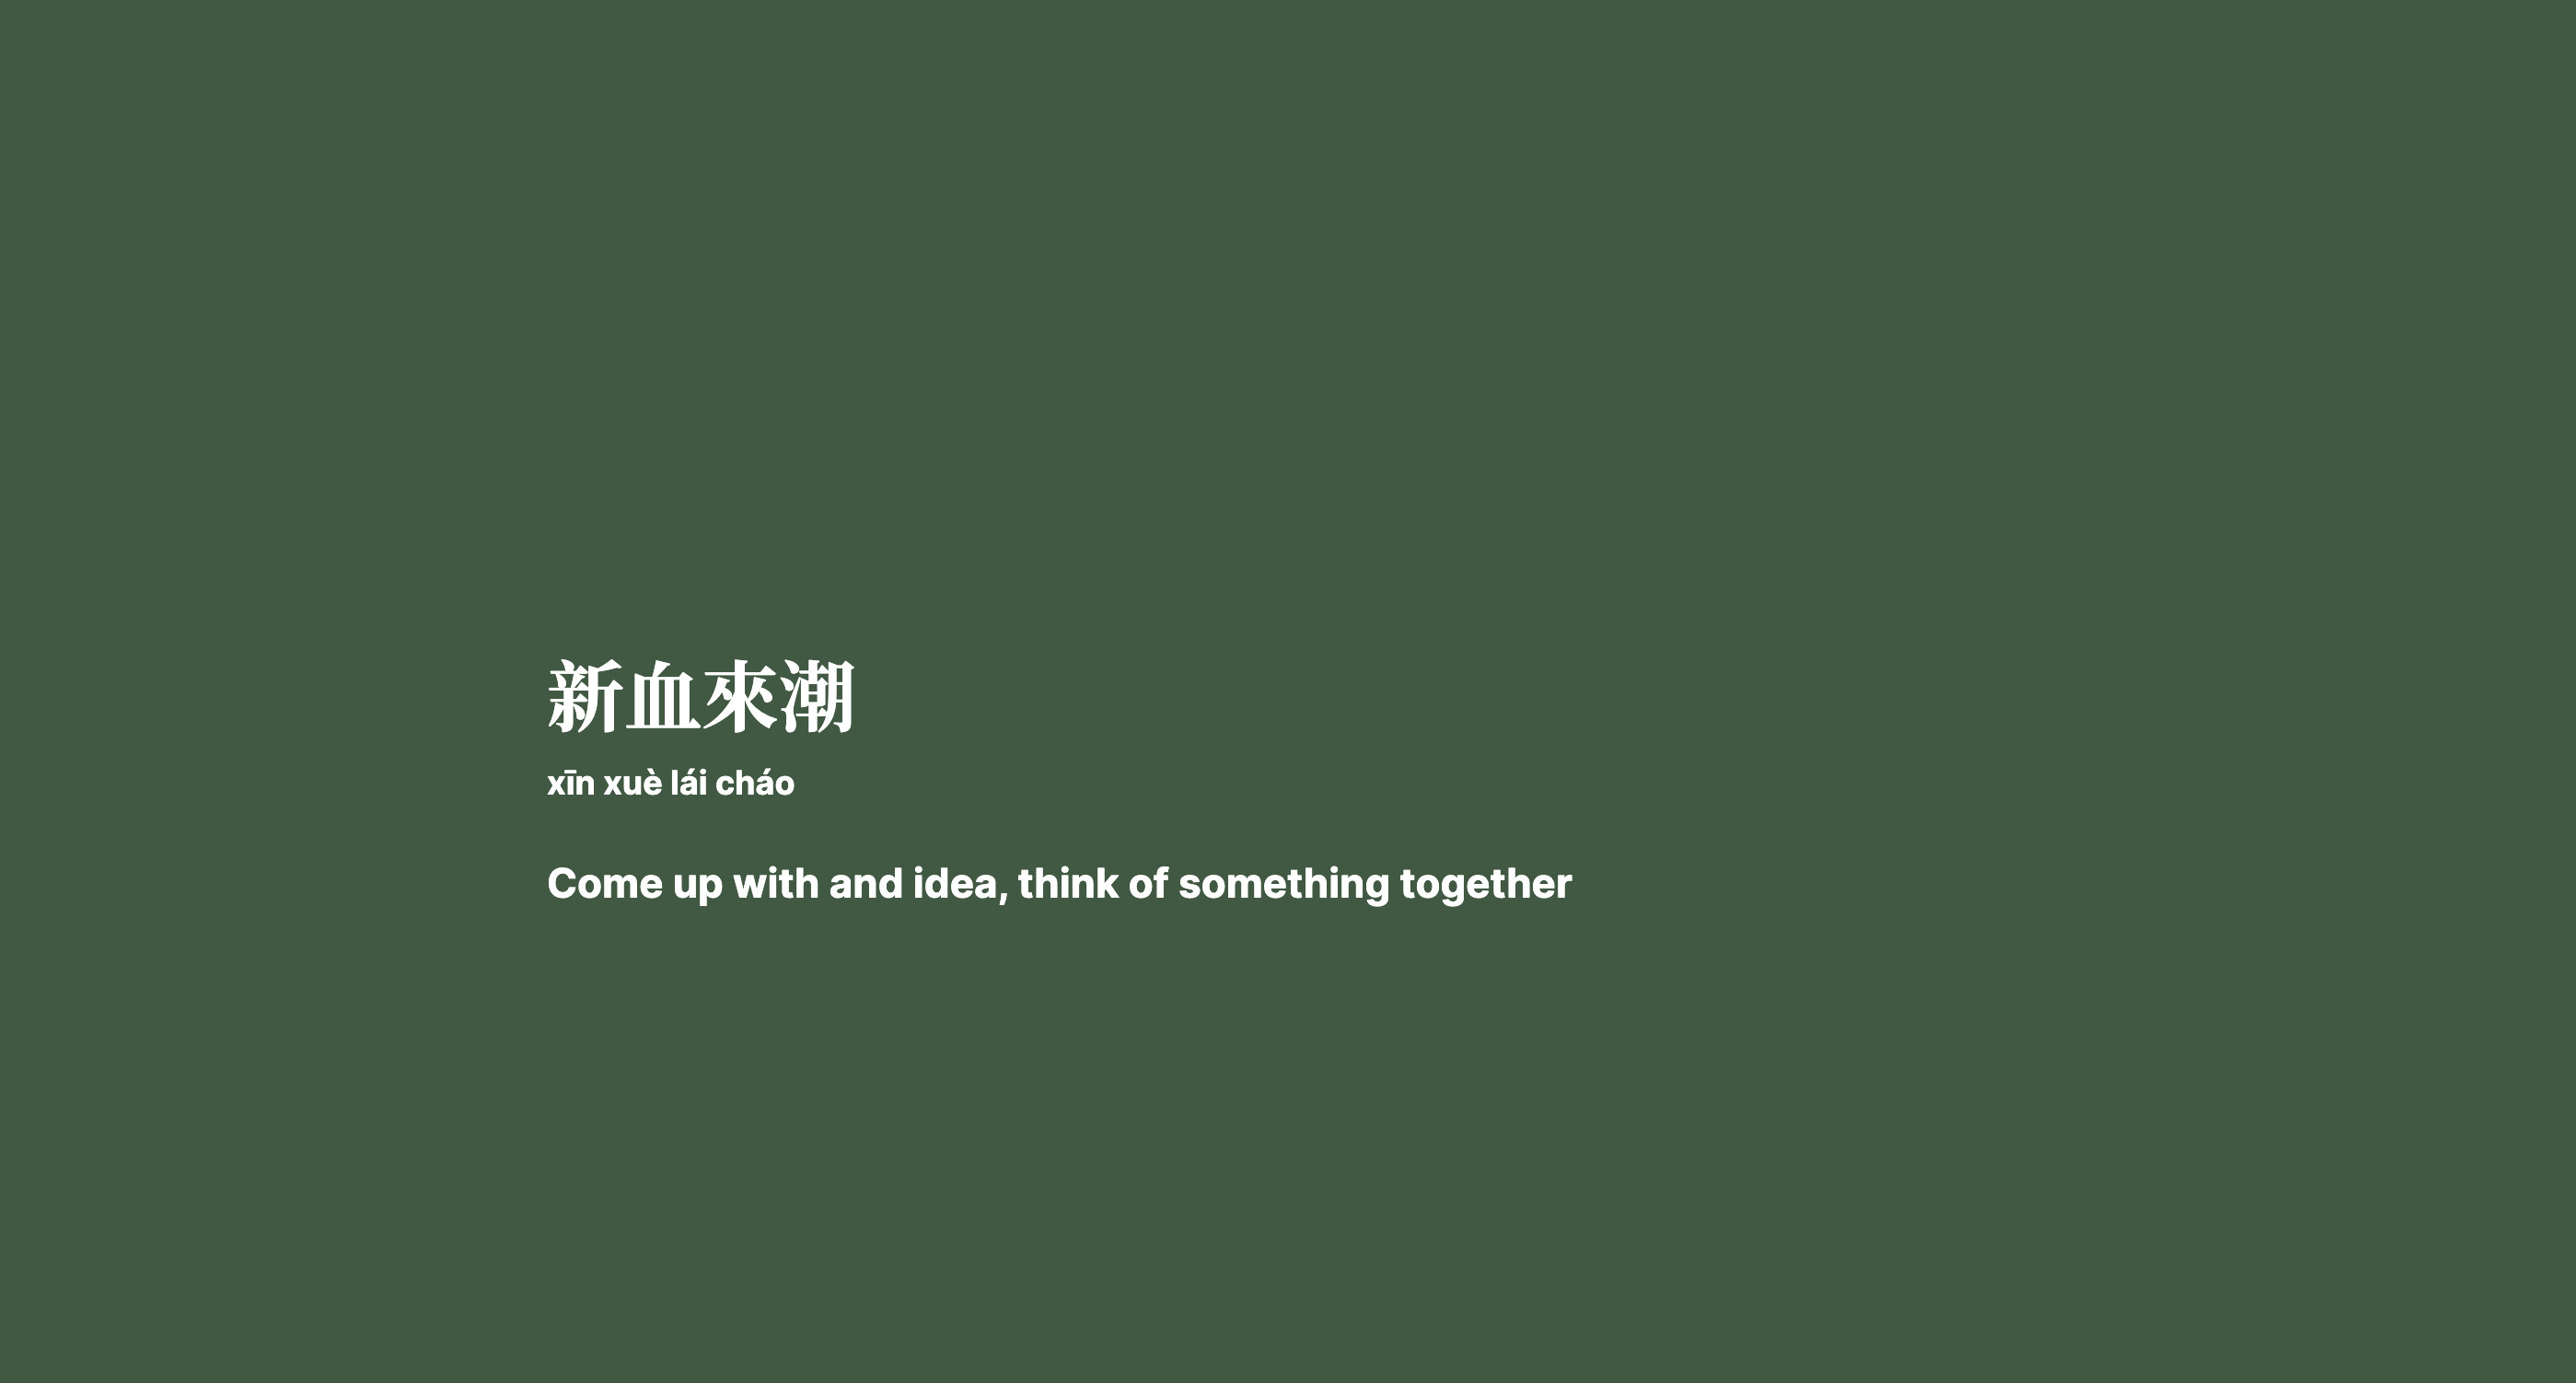 新血來潮
xīn xuè lái cháo
Come up with and idea, think of something together